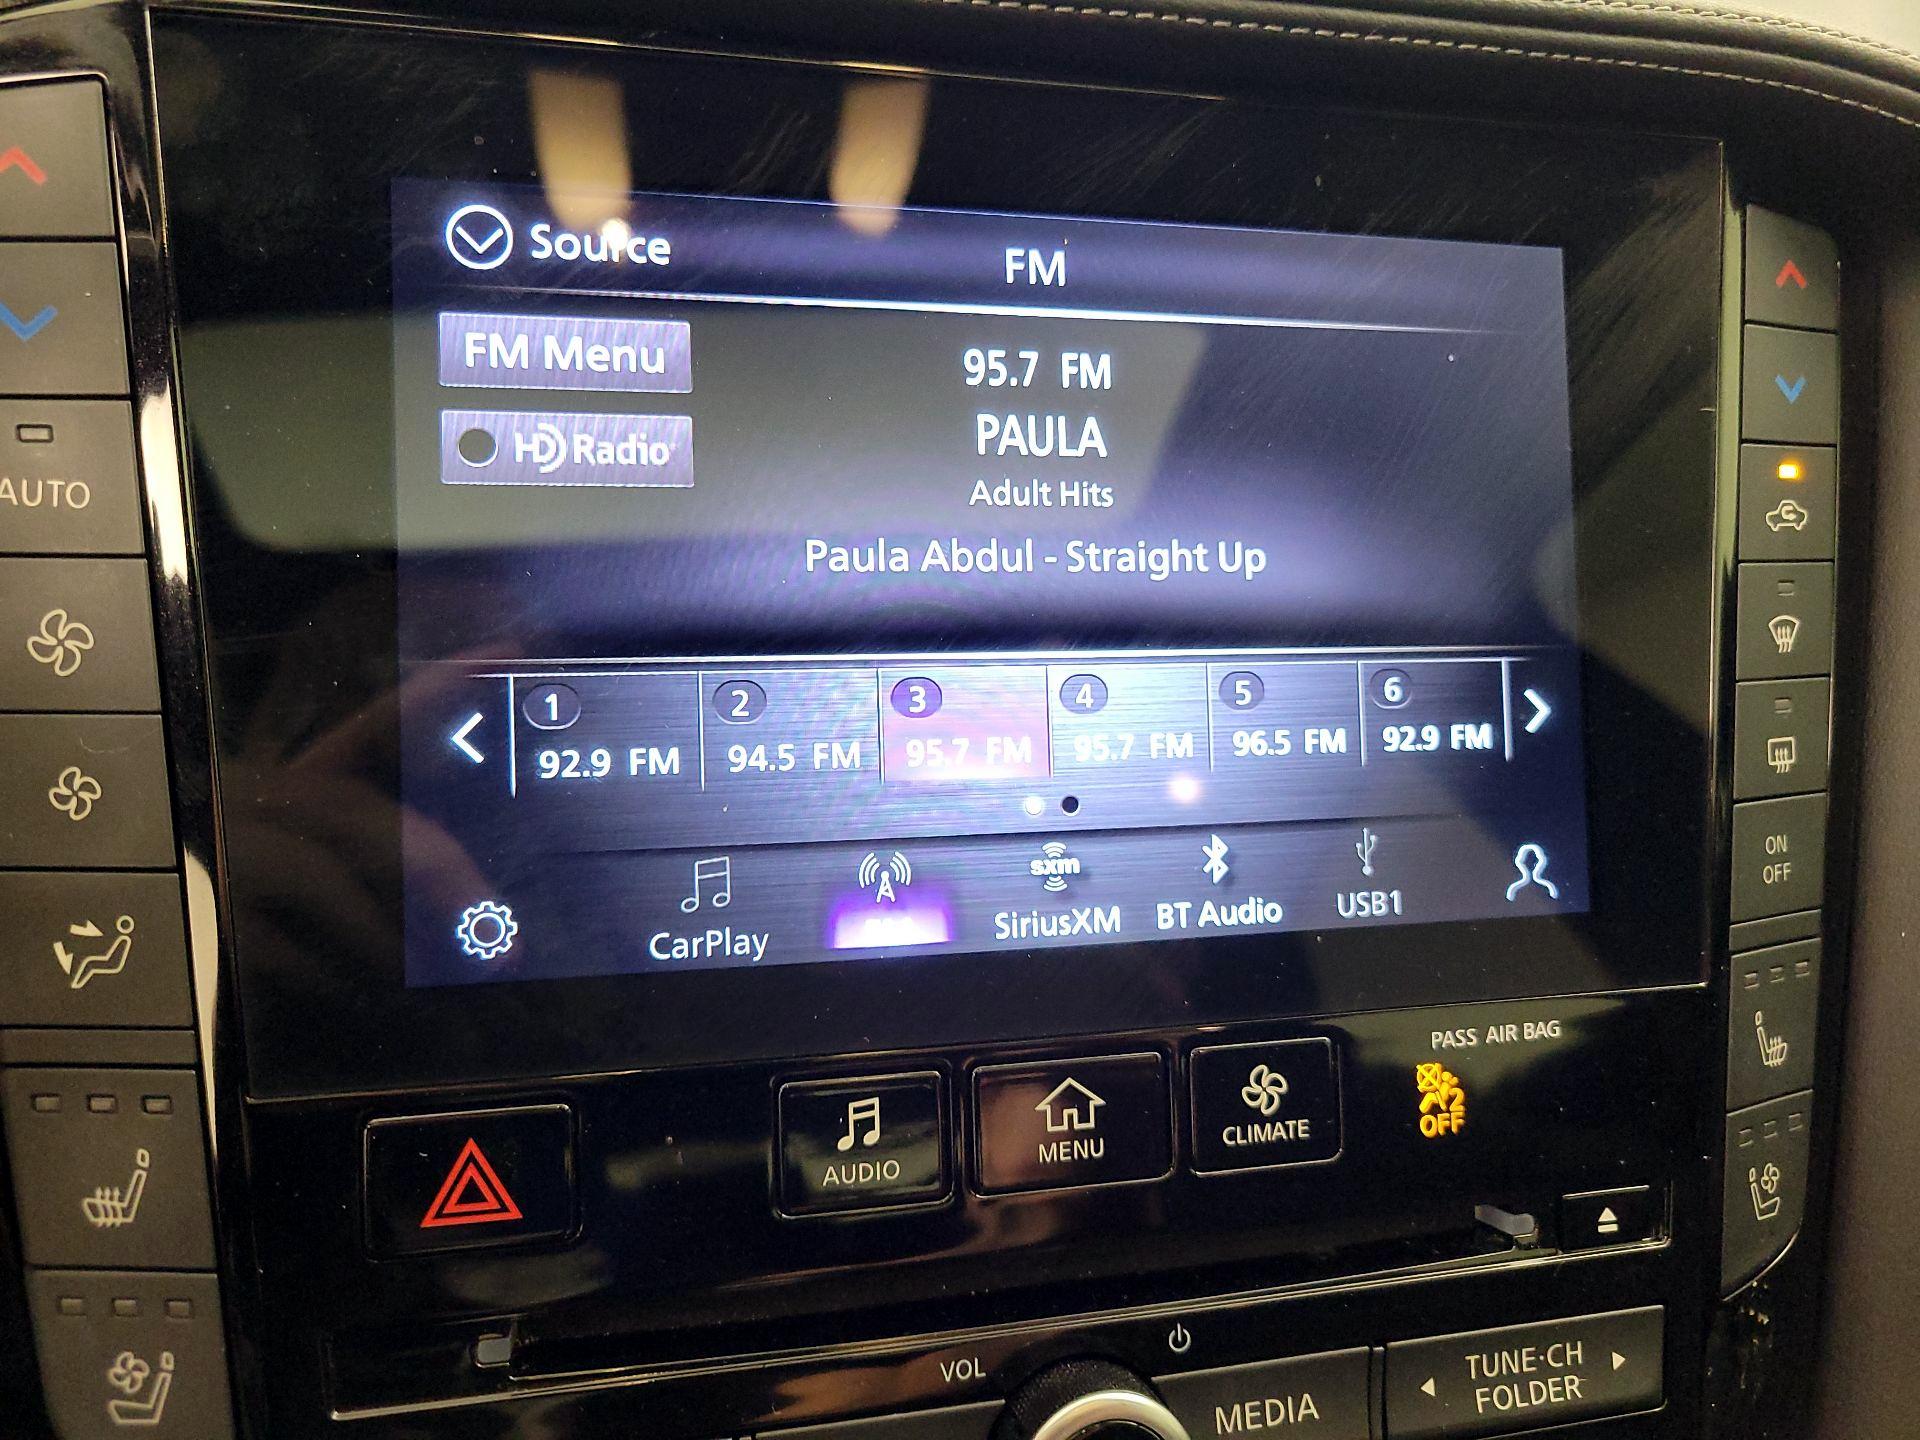 Source
FM
FM Menu
HD Radio
95.7 FM
PAULA
Adult Hits
Paula Abdul - Straight Up
1 2 3 4 5 6
92.9 FM 94.5 FM 95.7 FM 95.7 FM 96.5 FM 92.9 FM
sxm
CarPlay SiriusXM BT Audio USB1
AUTO
ON
OFF
PASS AIR BAG
2
OFF
AUDIO
MENU
CLIMATE
VOL
MEDIA
TUNE·CH
FOLDER